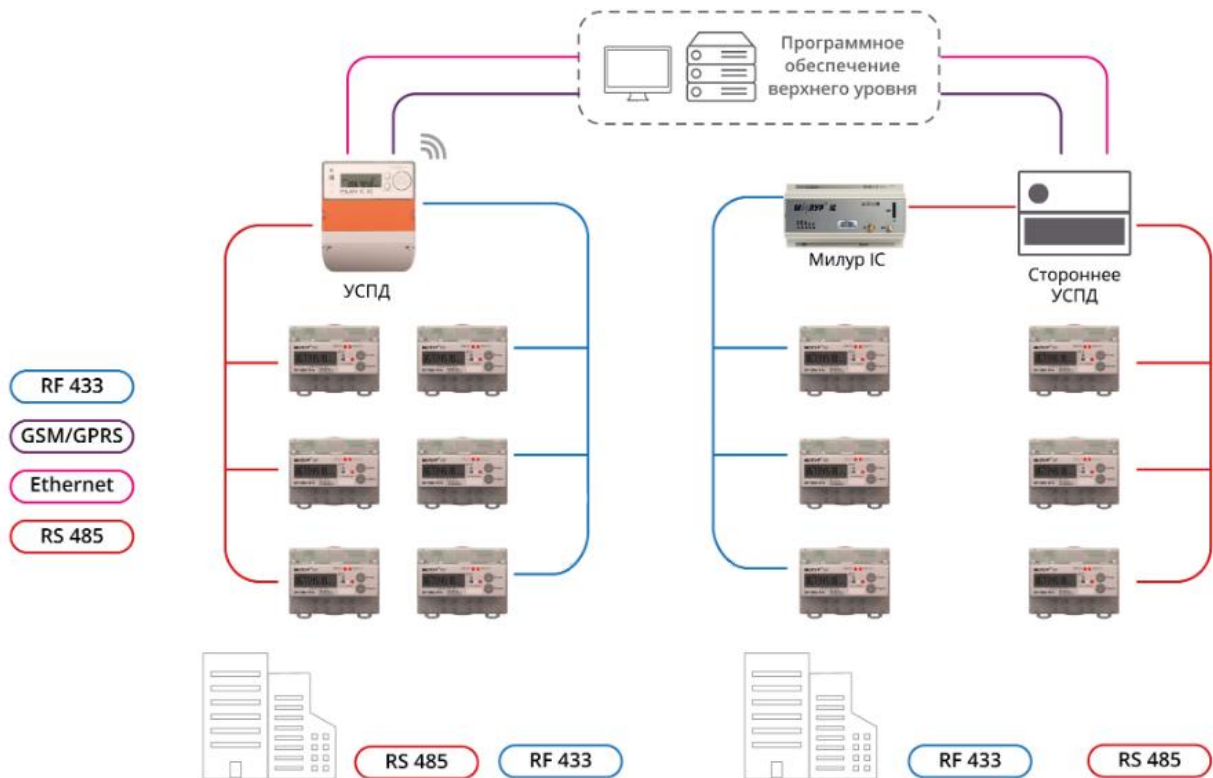 Программное
обеспечение
верхнего уровня
УСПД
Милур IC
Стороннее
УСПД
RF 433
GSM/GPRS
Ethernet
RS 485
RS 485
RF 433
RF 433
RS 485